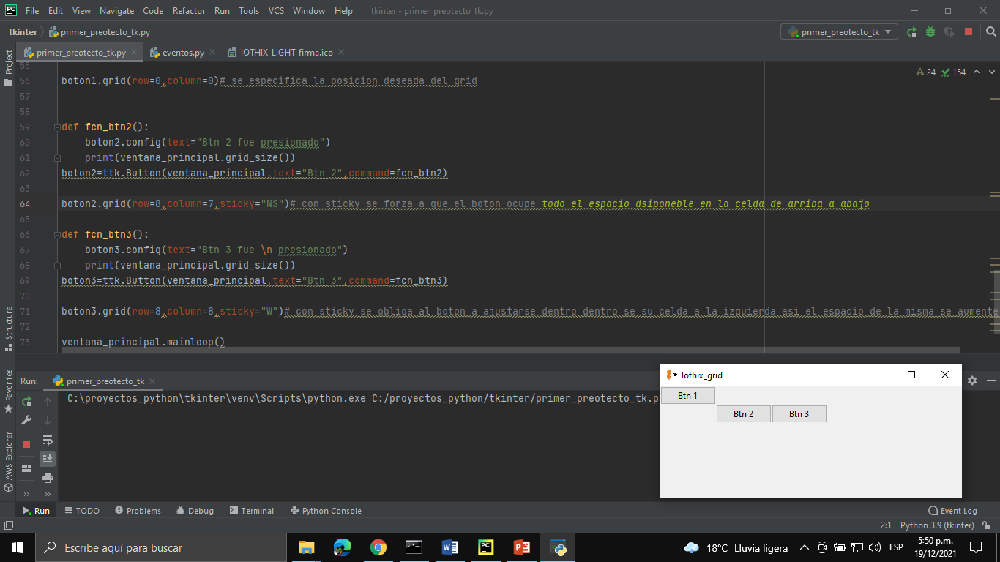 File Edit View Navigate Code Refactor Run Tools VCS Window Help tkinter - primer_preotecto_tk.py
tkinter primer_preotecto_tk.py primer_preotecto_tk
primer_preotecto_tk.py eventos.py IOTHIX-LIGHT-firma.ico
Project
55
24 154
56 boton1.grid(row=0,column=0)# se especifica la posicion deseada del grid
57
58
59 def fcn_btn2():
60 boton2.config(text="Btn 2 fue presionado")
61 print(ventana_principal.grid_size())
62 boton2=ttk.Button(ventana_principal,text="Btn 2",command=fcn_btn2)
63
64 boton2.grid(row=8,column=7,sticky="NS")# con sticky se forza a que el boton ocupe todo el espacio dsiponeble en la celda de arriba a abajo
65
66 def fcn_btn3():
67 boton3.config(text="Btn 3 fue \n presionado")
68 print(ventana_principal.grid_size())
69 boton3=ttk.Button(ventana_principal,text="Btn 3",command=fcn_btn3)
70
71 boton3.grid(row=8,column=8,sticky="W")# con sticky se obliga al boton a ajustarse dentro dentro se su celda a la izquierda asi el espacio de la misma se aumente
72
73 ventana_principal.mainloop()
Structure
Favorites
AWS Explorer
Run: primer_preotecto_tk
C:\proyectos_python\tkinter\venv\Scripts\python.exe C:/proyectos_python/tkinter/primer_preotecto_tk.p
Iothix_grid
Btn 1
Btn 2 Btn 3
Run TODO Problems Debug Terminal Python Console Event Log
2:1 Python 3.9 (tkinter)
Escribe aquí para buscar
18°C Lluvia ligera ESP 5:50 p.m.
19/12/2021